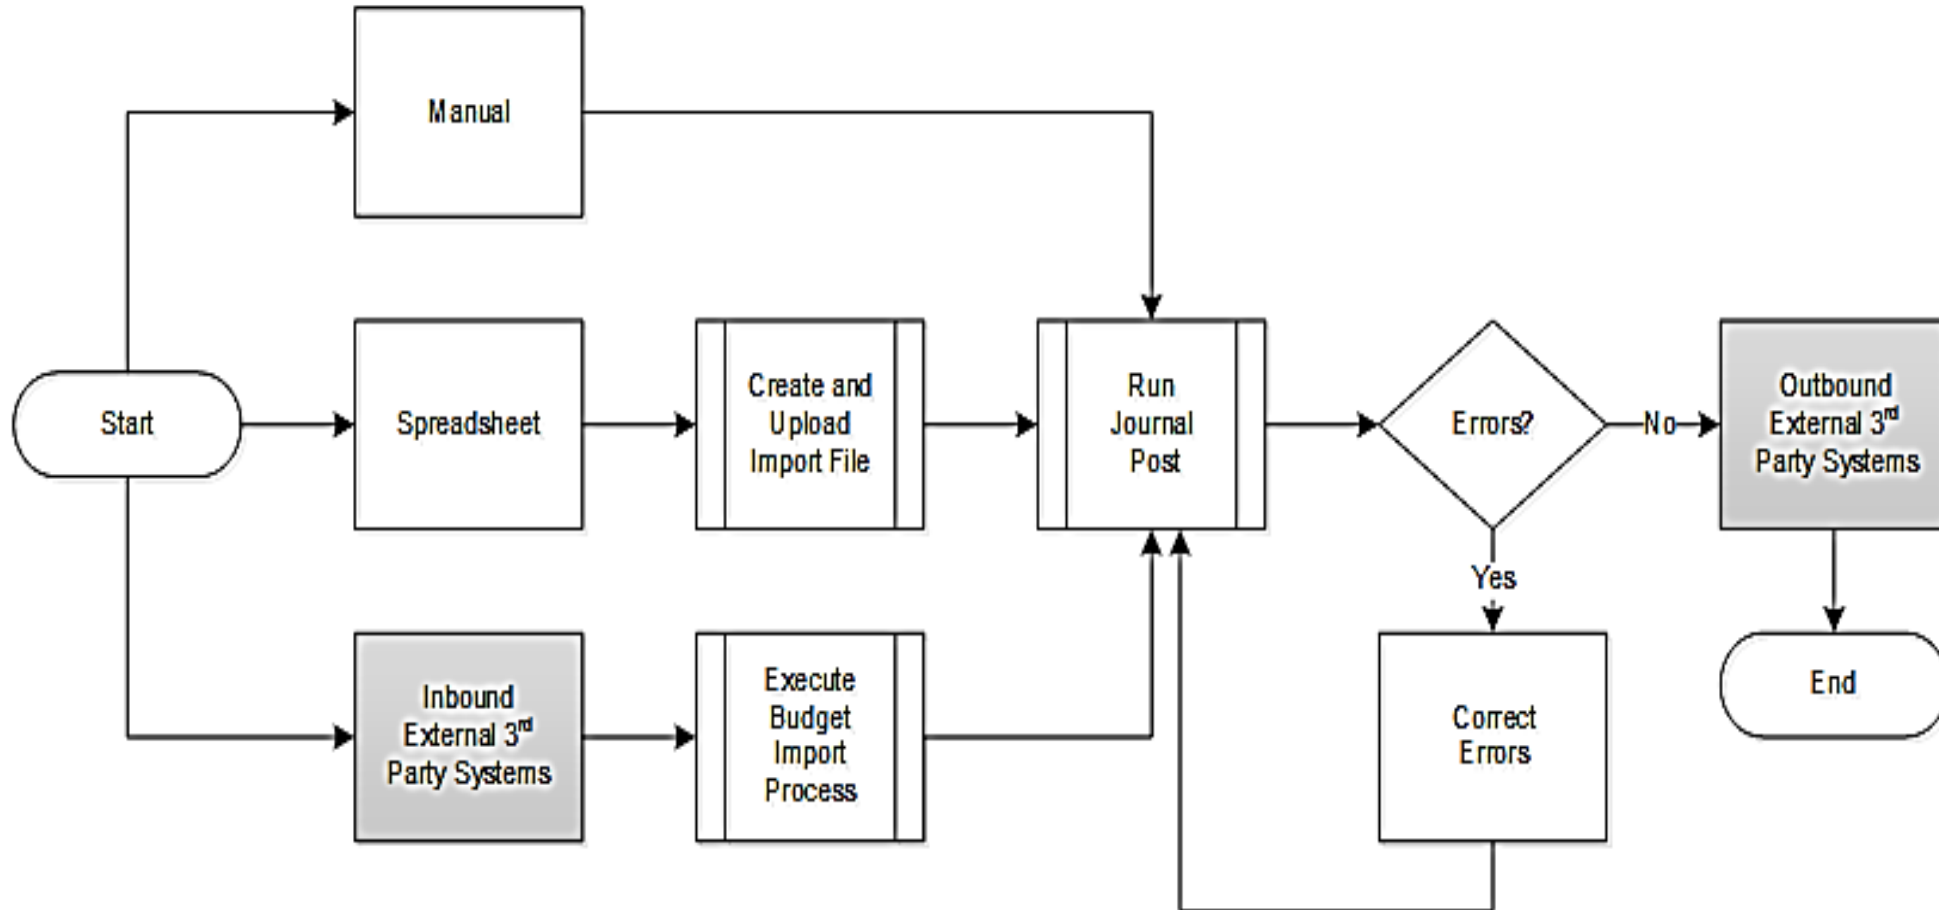 Manual
Start
Spreadsheet
Create and
Upload
Import File
Run
Journal
Post
Errors?
No
Outbound
External 3rd
Party Systems
Yes
Inbound
External 3rd
Party Systems
Execute
Budget
Import
Process
Correct
Errors
End